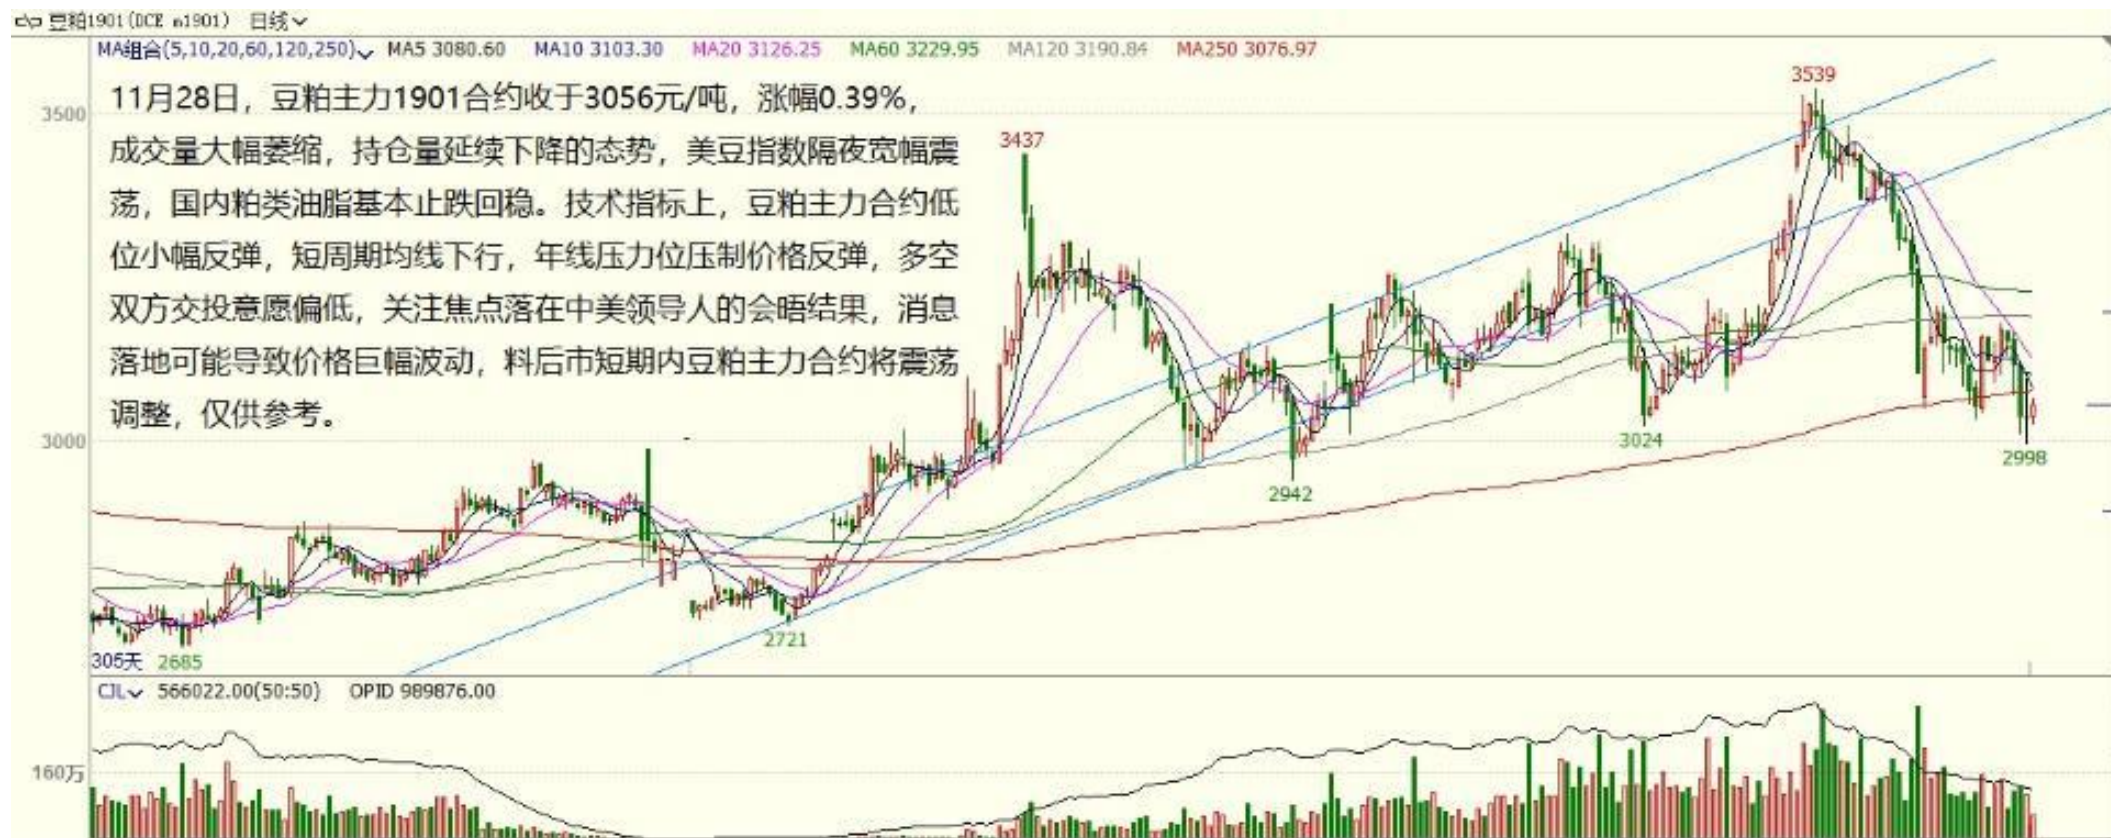 豆粕1901(DCE m1901) 日线
MA组合(5,10,20,60,120,250) MA5 3080.60 MA10 3103.30 MA20 3126.25 MA60 3229.95 MA120 3190.84 MA250 3076.97
3539
11月28日，豆粕主力1901合约收于3056元/吨，涨幅0.39%，
3500
成交量大幅萎缩，持仓量延续下降的态势，美豆指数隔夜宽幅震
3437
荡，国内粕类油脂基本止跌回稳。技术指标上，豆粕主力合约低
位小幅反弹，短周期均线下行，年线压力位压制价格反弹，多空
双方交投意愿偏低，关注焦点落在中美领导人的会晤结果，消息
落地可能导致价格巨幅波动，料后市短期内豆粕主力合约将震荡
调整，仅供参考。
3000
3024
2998
2942
2721
305天 2685
CJL 566022.00(50:50) OPID 989876.00
160万